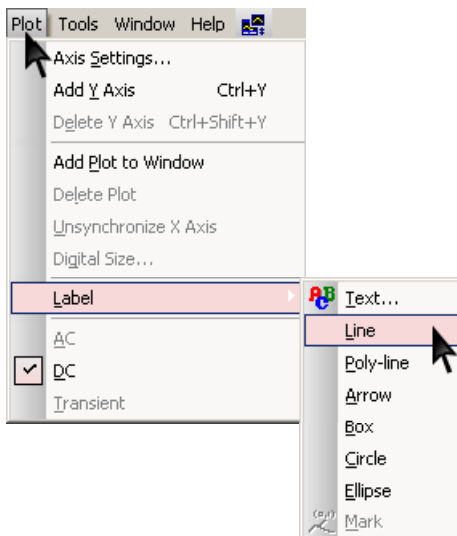 Plot Tools Window Help
Axis Settings...
Add Y Axis Ctrl+Y
Delete Y Axis Ctrl+Shift+Y
Add Plot to Window
Delete Plot
Unsynchronize X Axis
Digital Size...
Label
AC
DC
Transient
ABC Text...
Line
Poly-line
Arrow
Box
Circle
Ellipse
(o,i) Mark